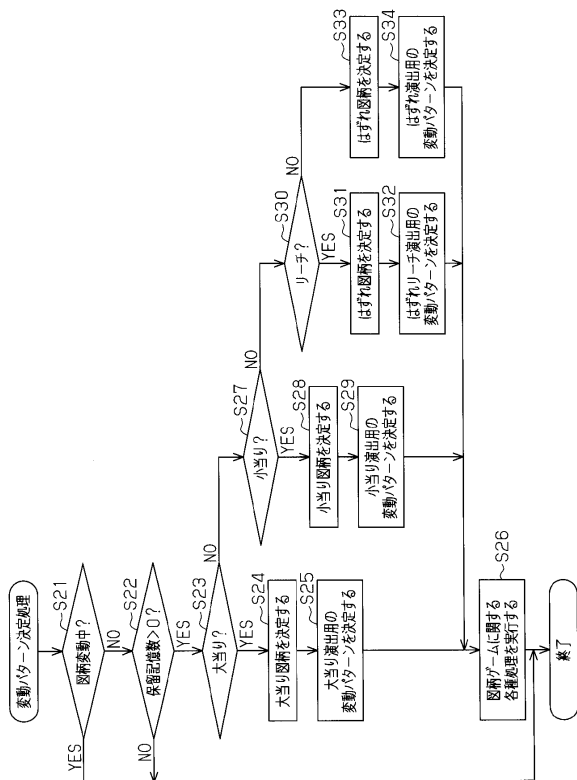 変動パターン決定処理
S21
図柄変動中?
YES
NO
S22
保留記憶数>0?
NO
YES
S23
大当り?
NO
YES
S24
大当り図柄を決定する
S25
大当り演出用の
変動パターンを決定する
S27
小当り?
NO
YES
S28
小当り図柄を決定する
S29
小当り演出用の
変動パターンを決定する
S30
リーチ?
NO
YES
S31
はずれ図柄を決定する
S32
はずれリーチ演出用の
変動パターンを決定する
S33
はずれ図柄を決定する
S34
はずれ演出用の
変動パターンを決定する
S26
図柄ゲームに関する
各種処理を実行する
終了